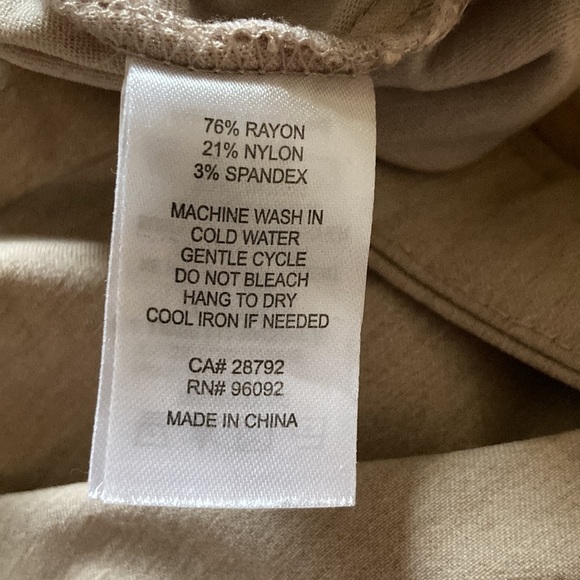 76% RAYON
21% NYLON
3% SPANDEX
MACHINE WASH IN
COLD WATER
GENTLE CYCLE
DO NOT BLEACH
HANG TO DRY
COOL IRON IF NEEDED
CA# 28792
RN# 96092
MADE IN CHINA